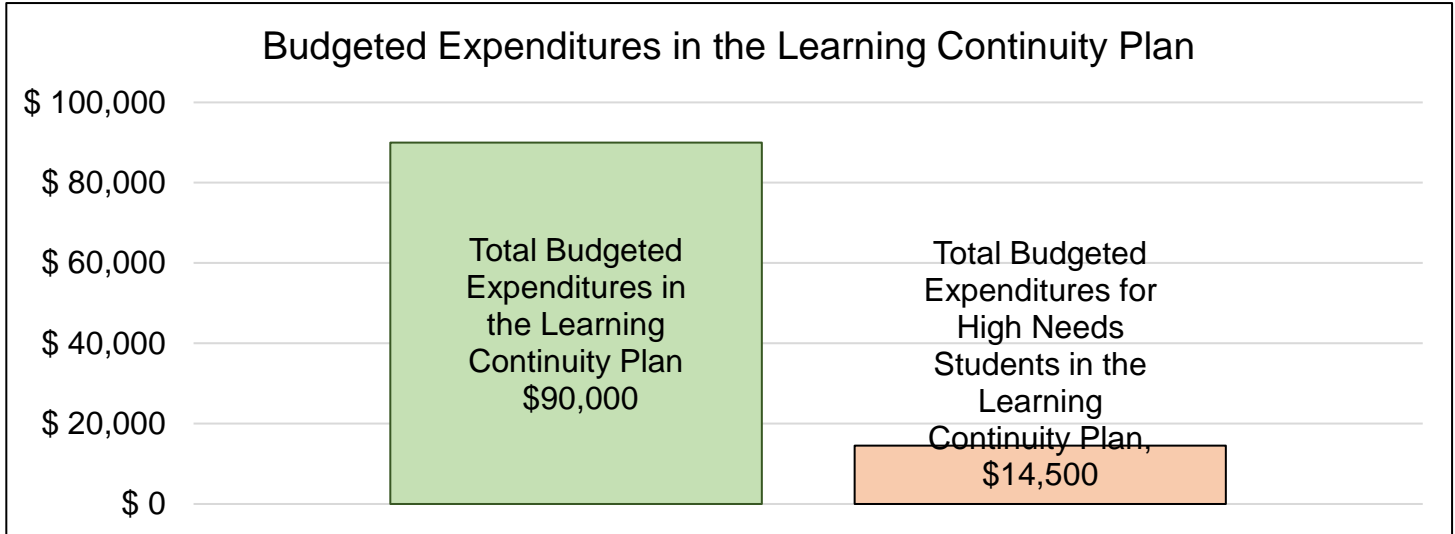 Budgeted Expenditures in the Learning Continuity Plan
$ 100,000
$ 80,000
$ 60,000
$ 40,000
$ 20,000
$ 0
Total Budgeted
Expenditures in
the Learning
Continuity Plan
$90,000
Total Budgeted
Expenditures for
High Needs
Students in the
Learning
Continuity Plan,
$14,500